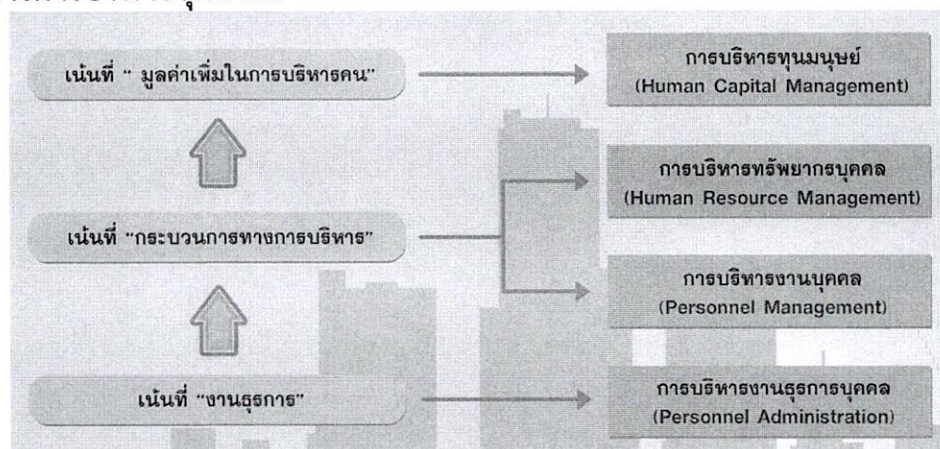 เน้นที่ “ มูลค่าเพิ่มในการบริหารคน”
การบริหารทุนมนุษย์
(Human Capital Management)
การบริหารทรัพยากรบุคคล
(Human Resource Management)
เน้นที่ “กระบวนการทางการบริหาร”
การบริหารงานบุคคล
(Personnel Management)
เน้นที่ “งานธุรการ”
การบริหารงานธุรการบุคคล
(Personnel Administration)